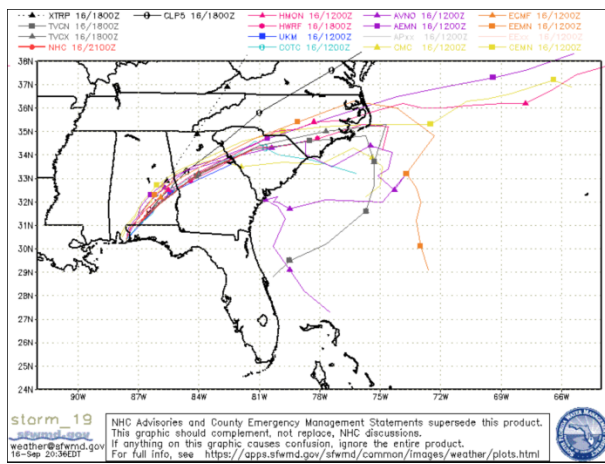 XTRP 16/1800Z CLP5 16/1800Z HMON 16/1200Z AVNO 16/1200Z ECMF 16/1200Z
TVCN 16/1800Z HWRF 16/1800Z AEMN 16/1200Z EEMN 16/1200Z
TVCX 16/1800Z UKM 16/1200Z
NHC 16/2100Z COTC 16/1200Z CMC 16/1200Z CEMN 16/1200Z
38N
37N
36N
35N
34N
33N
32N
31N
30N
29N
28N
27N
26N
25N
24N
90W 87W 84W 81W 78W 75W 72W 69W 66W
storm_19
sfwmd.gov
weather@sfwmd.gov
16-Sep 20:36EDT
NHC Advisories and County Emergency Management Statements supersede this product.
This graphic should complement, not replace, NHC discussions.
If anything on this graphic causes confusion, ignore the entire product.
For full info, see https://apps.sfwmd.gov/sfwmd/common/images/weather/plots.html